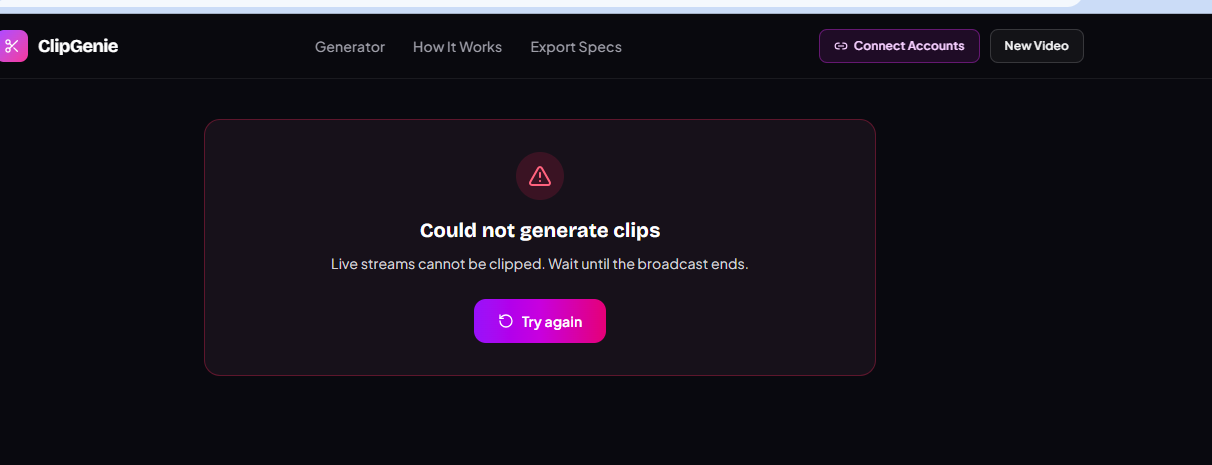 ClipGenie
Generator
How It Works
Export Specs
Connect Accounts
New Video
Could not generate clips
Live streams cannot be clipped. Wait until the broadcast ends.
Try again